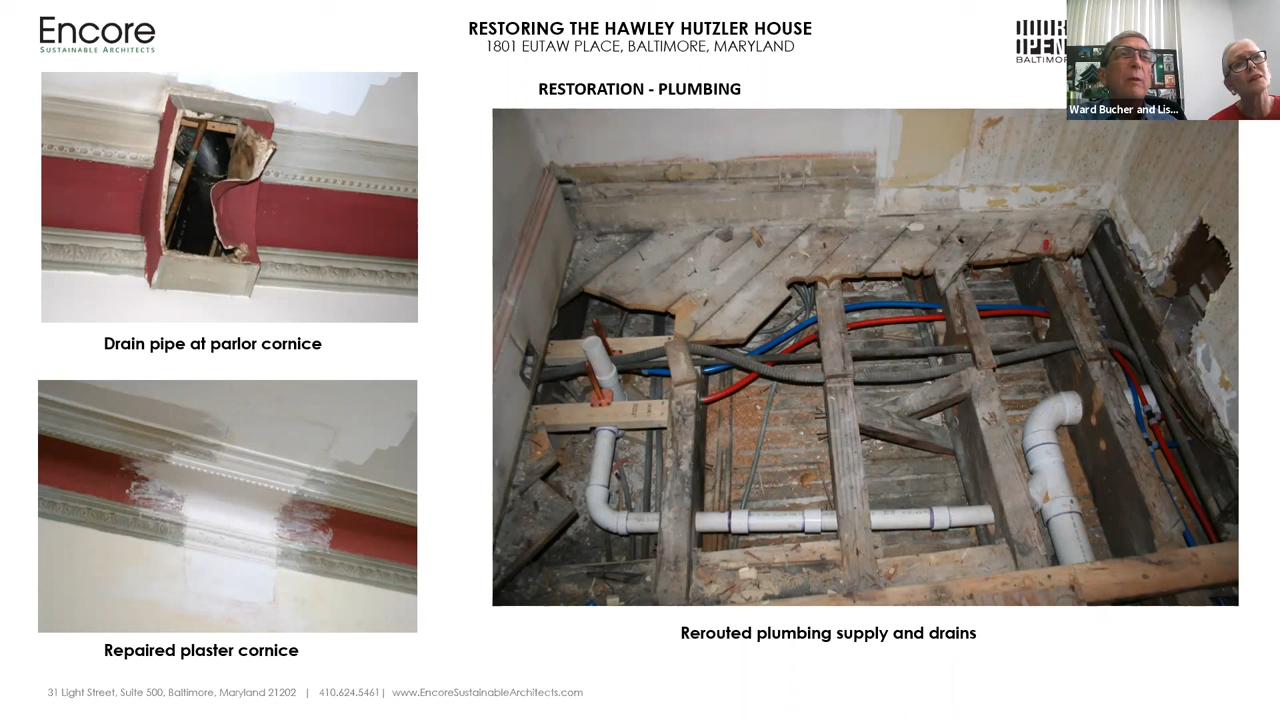 Encore
SUSTAINABLE ARCHITECTS
RESTORING THE HAWLEY HUTZLER HOUSE
1801 EUTAW PLACE, BALTIMORE, MARYLAND
OPEN
Ward Bucher and Lis...
RESTORATION - PLUMBING
Drain pipe at parlor cornice
Repaired plaster cornice
Rerouted plumbing supply and drains
31 Light Street, Suite 500, Baltimore, Maryland 21202 | 410.624.5461| www.EncoreSustainableArchitects.com